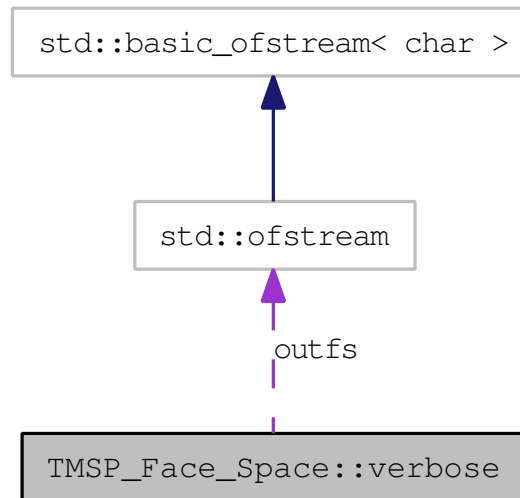 std::basic_ofstream< char >
std::ofstream
outfs
TMSP_Face_Space::verbose